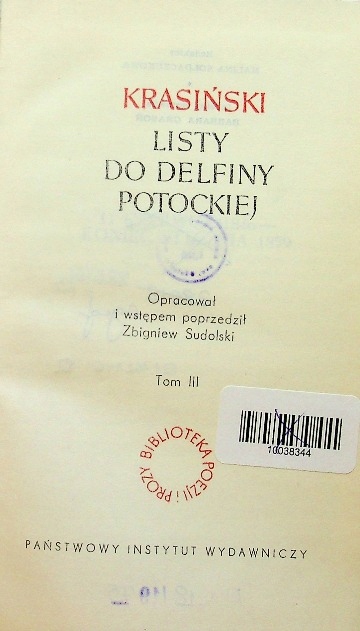 KRASIŃSKI
LISTY
DO DELFINY
POTOCKIEJ
Opracował
i wstępem poprzedził
Zbigniew Sudolski
Tom III
10038344
BIBLIOTEKA POEZJI i PROZY
PAŃSTWOWY INSTYTUT WYDAWNICZY